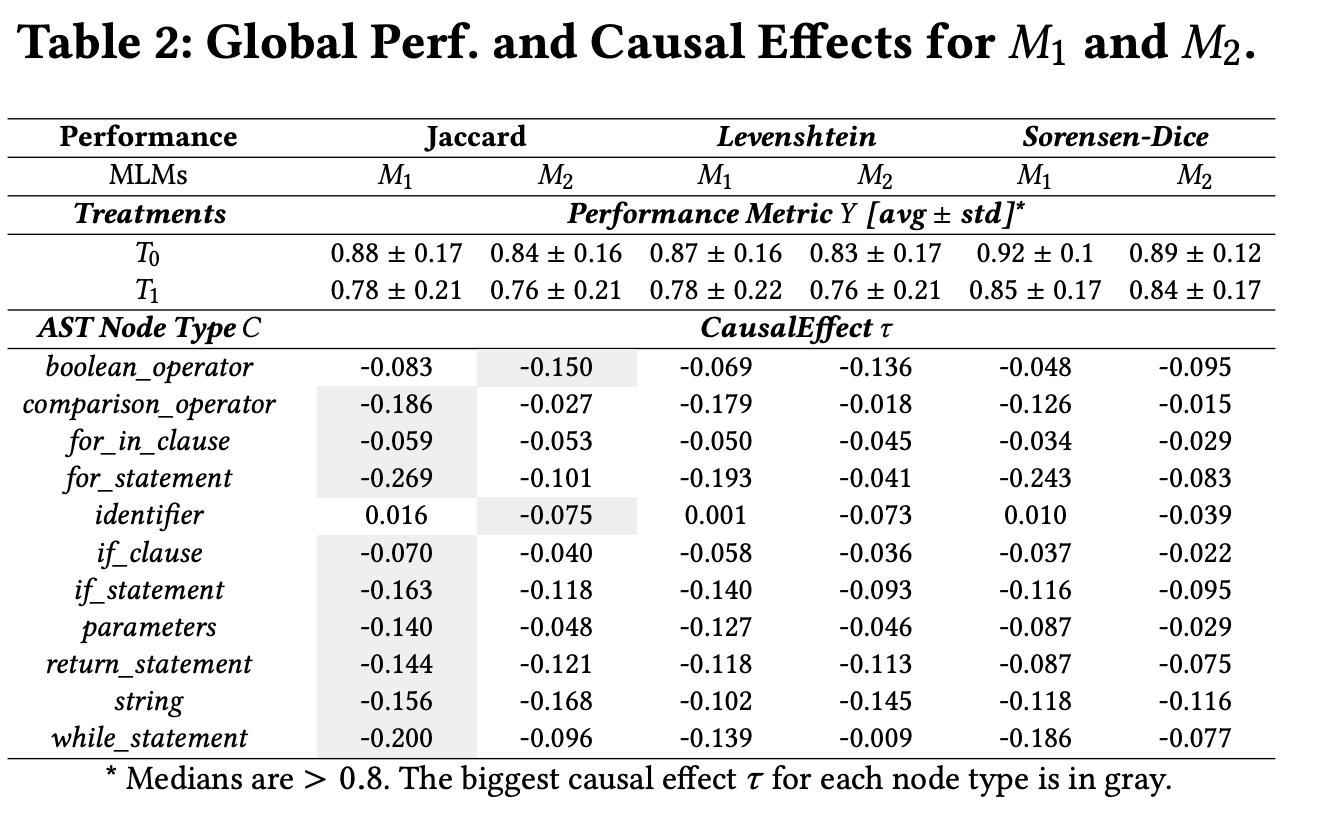 Table 2: Global Perf. and Causal Effects for M1 and M2.
Performance Jaccard Levenshtein Sorensen-Dice
MLMs M1 M2 M1 M2 M1 M2
Treatments Performance Metric Y [avg ± std]*
T0 0.88 ± 0.17 0.84 ± 0.16 0.87 ± 0.16 0.83 ± 0.17 0.92 ± 0.1 0.89 ± 0.12
T1 0.78 ± 0.21 0.76 ± 0.21 0.78 ± 0.22 0.76 ± 0.21 0.85 ± 0.17 0.84 ± 0.17
AST Node Type C CausalEffect τ
boolean_operator -0.083 -0.150 -0.069 -0.136 -0.048 -0.095
comparison_operator -0.186 -0.027 -0.179 -0.018 -0.126 -0.015
for_in_clause -0.059 -0.053 -0.050 -0.045 -0.034 -0.029
for_statement -0.269 -0.101 -0.193 -0.041 -0.243 -0.083
identifier 0.016 -0.075 0.001 -0.073 0.010 -0.039
if_clause -0.070 -0.040 -0.058 -0.036 -0.037 -0.022
if_statement -0.163 -0.118 -0.140 -0.093 -0.116 -0.095
parameters -0.140 -0.048 -0.127 -0.046 -0.087 -0.029
return_statement -0.144 -0.121 -0.118 -0.113 -0.087 -0.075
string -0.156 -0.168 -0.102 -0.145 -0.118 -0.116
while_statement -0.200 -0.096 -0.139 -0.009 -0.186 -0.077
* Medians are > 0.8. The biggest causal effect τ for each node type is in gray.